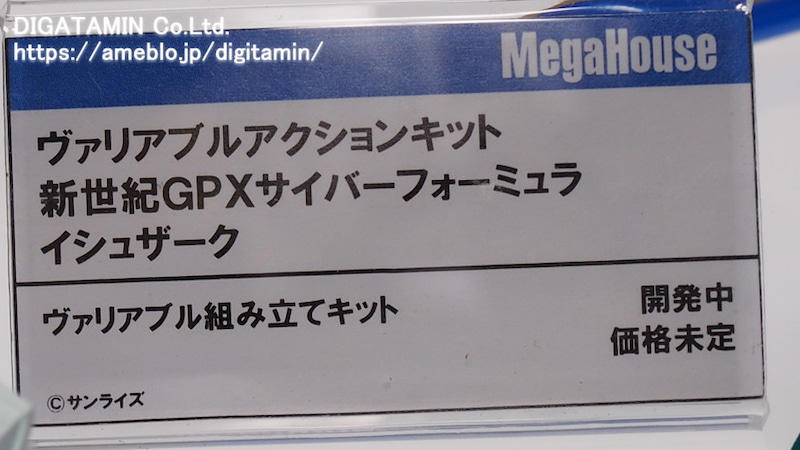 DIGATAMIN Co.Ltd.
https://ameblo.jp/digitamin/
MegaHouse
ヴァリアブルアクションキット
新世紀GPXサイバーフォーミュラ
イシュザーク
ヴァリアブル組み立てキット
開発中
価格未定
©サンライズ